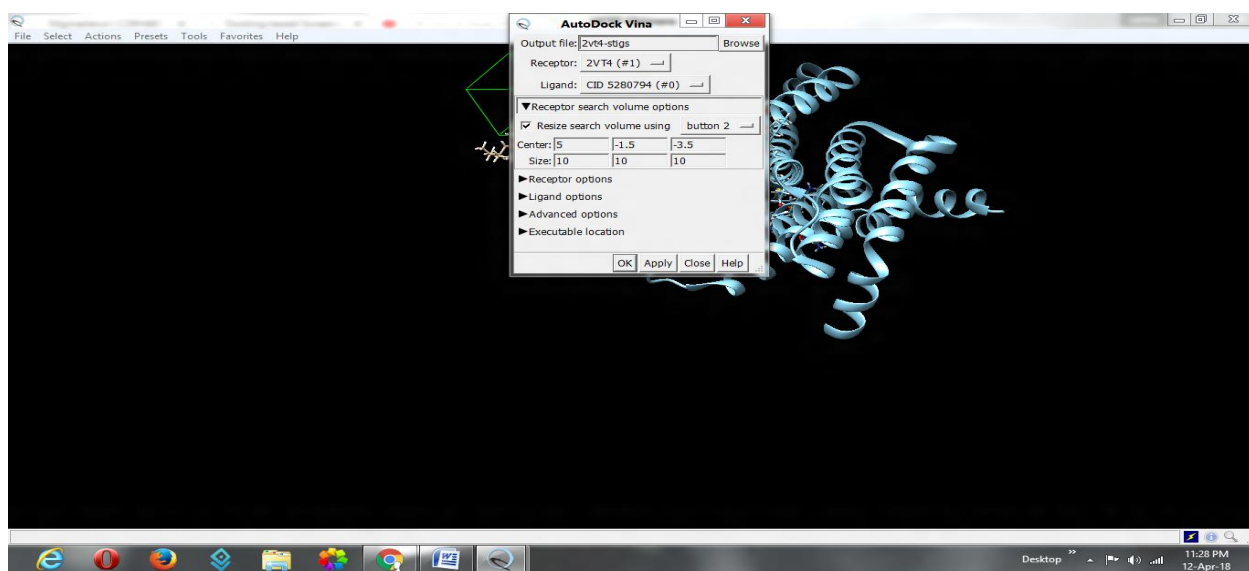 AutoDock Vina
File Select Actions Presets Tools Favorites Help
Output file: 2vt4-stigs Browse
Receptor: 2VT4 (#1)
Ligand: CID 5280794 (#0)
▼Receptor search volume options
Resize search volume using button 2
Center: 5 -1.5 -3.5
Size: 10 10 10
►Receptor options
►Ligand options
►Advanced options
►Executable location
OK Apply Close Help
Desktop »
11:28 PM
12-Apr-18